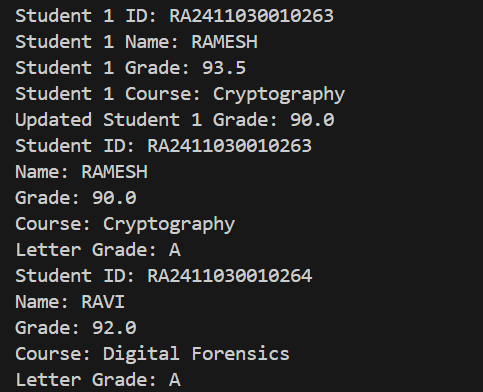 Student 1 ID: RA2411030010263
Student 1 Name: RAMESH
Student 1 Grade: 93.5
Student 1 Course: Cryptography
Updated Student 1 Grade: 90.0
Student ID: RA2411030010263
Name: RAMESH
Grade: 90.0
Course: Cryptography
Letter Grade: A
Student ID: RA2411030010264
Name: RAVI
Grade: 92.0
Course: Digital Forensics
Letter Grade: A